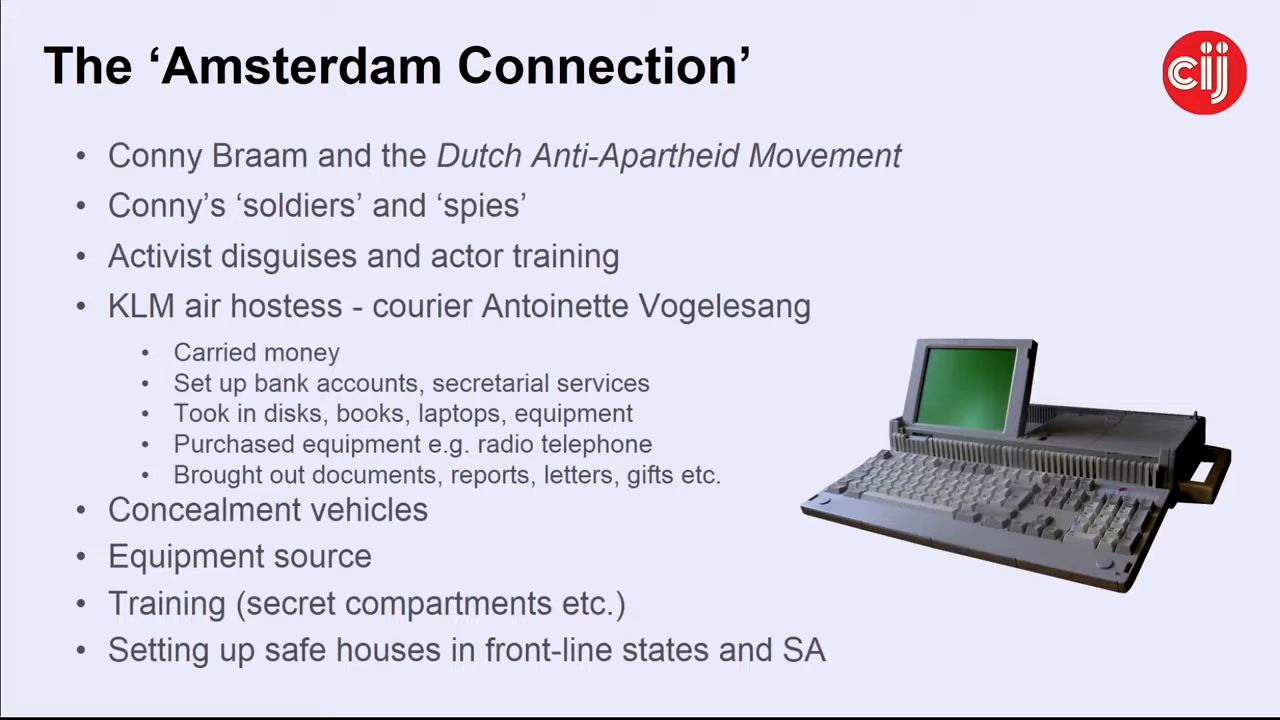 The ‘Amsterdam Connection’
cij
• Conny Braam and the Dutch Anti-Apartheid Movement
• Conny’s ‘soldiers’ and ‘spies’
• Activist disguises and actor training
• KLM air hostess - courier Antoinette Vogelesang
• Carried money
• Set up bank accounts, secretarial services
• Took in disks, books, laptops, equipment
• Purchased equipment e.g. radio telephone
• Brought out documents, reports, letters, gifts etc.
• Concealment vehicles
• Equipment source
• Training (secret compartments etc.)
• Setting up safe houses in front-line states and SA